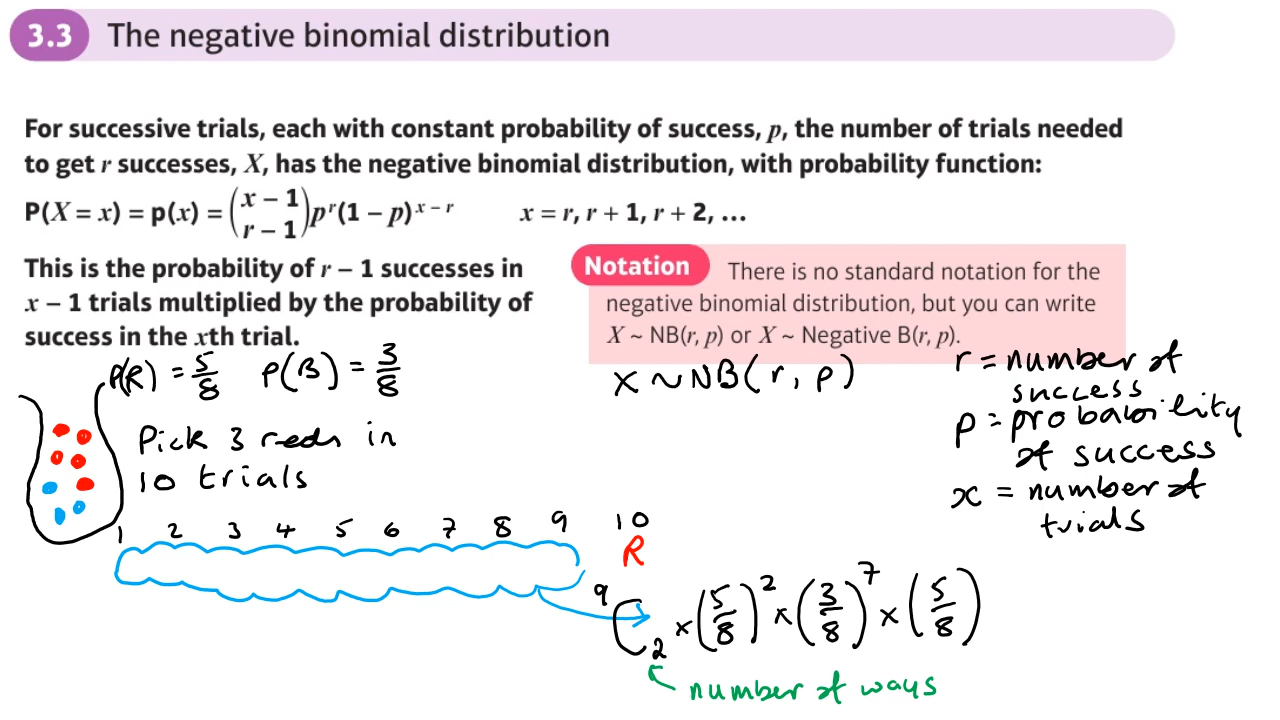 3.3 The negative binomial distribution
For successive trials, each with constant probability of success, p, the number of trials needed
to get r successes, X, has the negative binomial distribution, with probability function:
P(X = x) = p(x) = (x − 1 r − 1) p^r (1 − p)^(x − r)   x = r, r + 1, r + 2, ...
This is the probability of r − 1 successes in
x − 1 trials multiplied by the probability of
success in the xth trial.
Notation There is no standard notation for the
negative binomial distribution, but you can write
X ~ NB(r, p) or X ~ Negative B(r, p).
P(R) = 5/8 P(B) = 3/8
Pick 3 reds in
10 trials
X ~ NB(r, p)
r = number of
success
p = probability
of success
x = number of
trials
1 2 3 4 5 6 7 8 9 10
R
⁹C₂ × (5/8)² × (3/8)⁷ × (5/8)
number of ways